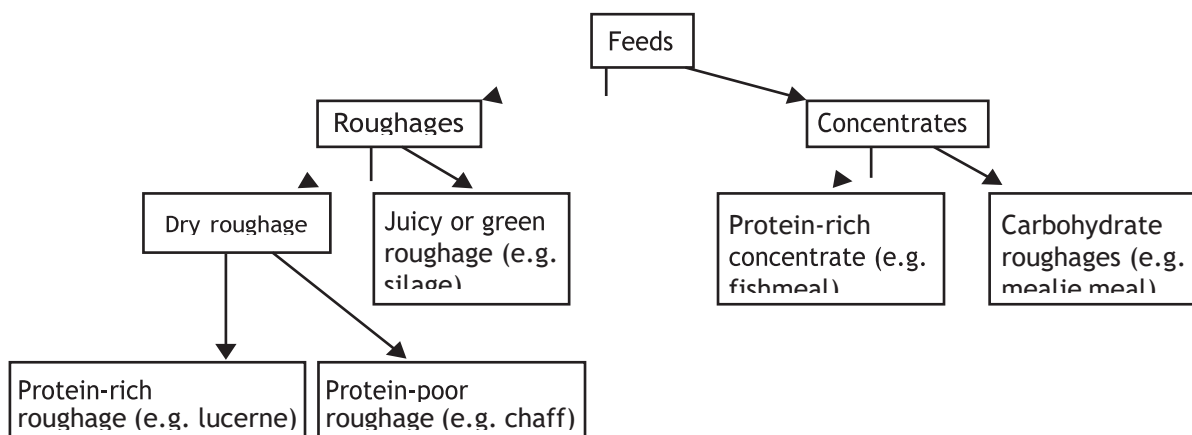 Feeds
Roughages
Concentrates
Dry roughage
Juicy or green
roughage (e.g.
silage)
Protein-rich
concentrate (e.g.
fishmeal)
Carbohydrate
roughages (e.g.
mealie meal)
Protein-rich
roughage (e.g. lucerne)
Protein-poor
roughage (e.g. chaff)